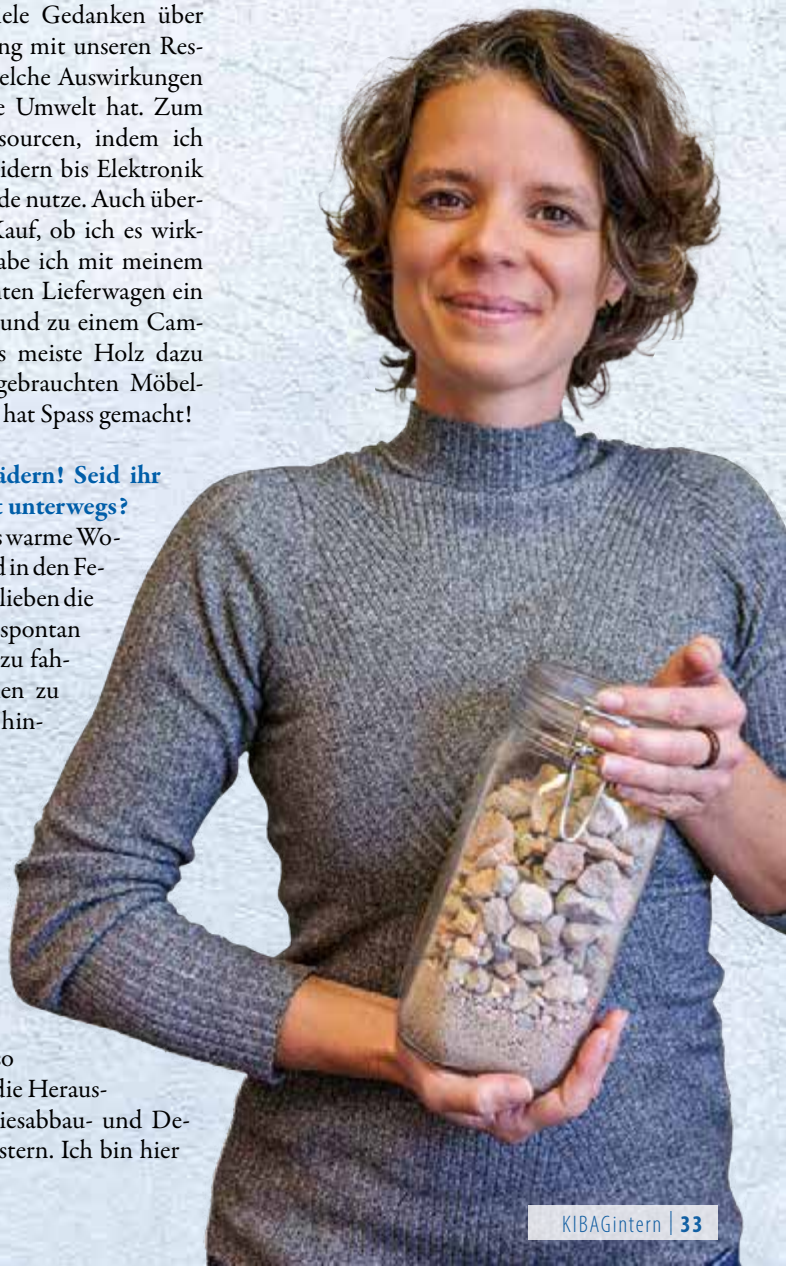 ele Gedanken über
ng mit unseren Res-
elche Auswirkungen
e Umwelt hat. Zum
sourcen, indem ich
idern bis Elektronik
de nutze. Auch über-
Kauf, ob ich es wirk-
abe ich mit meinem
nten Lieferwagen ein
und zu einem Cam-
s meiste Holz dazu
gebrauchten Möbel-
hat Spass gemacht!
ädern! Seid ihr
t unterwegs?
s warme Wo-
d in den Fe-
lieben die
spontan
zu fah-
en zu
hin-
so
die Heraus-
iesabbau- und De-
stern. Ich bin hier
KIBAGintern | 33